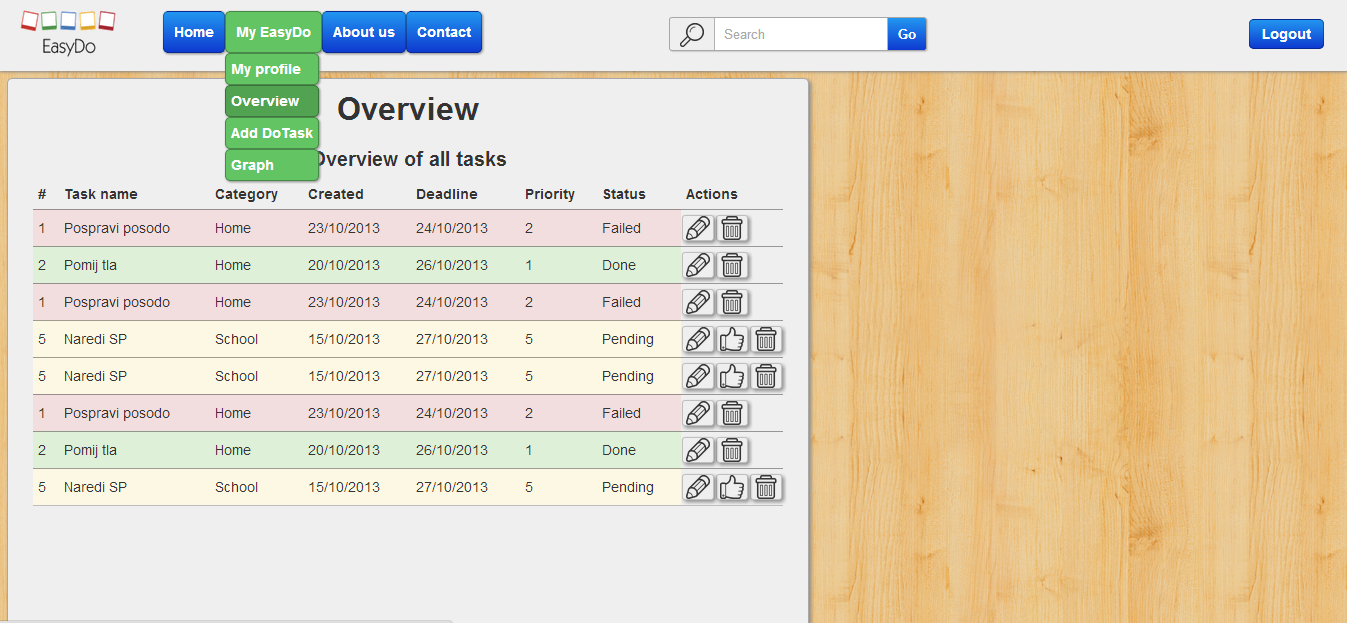 EasyDo
Home My EasyDo About us Contact
Search Go
Logout
My profile
Overview
Add DoTask
Graph
Overview
Overview of all tasks
# Task name Category Created Deadline Priority Status Actions
1 Pospravi posodo Home 23/10/2013 24/10/2013 2 Failed
2 Pomij tla Home 20/10/2013 26/10/2013 1 Done
1 Pospravi posodo Home 23/10/2013 24/10/2013 2 Failed
5 Naredi SP School 15/10/2013 27/10/2013 5 Pending
5 Naredi SP School 15/10/2013 27/10/2013 5 Pending
1 Pospravi posodo Home 23/10/2013 24/10/2013 2 Failed
2 Pomij tla Home 20/10/2013 26/10/2013 1 Done
5 Naredi SP School 15/10/2013 27/10/2013 5 Pending